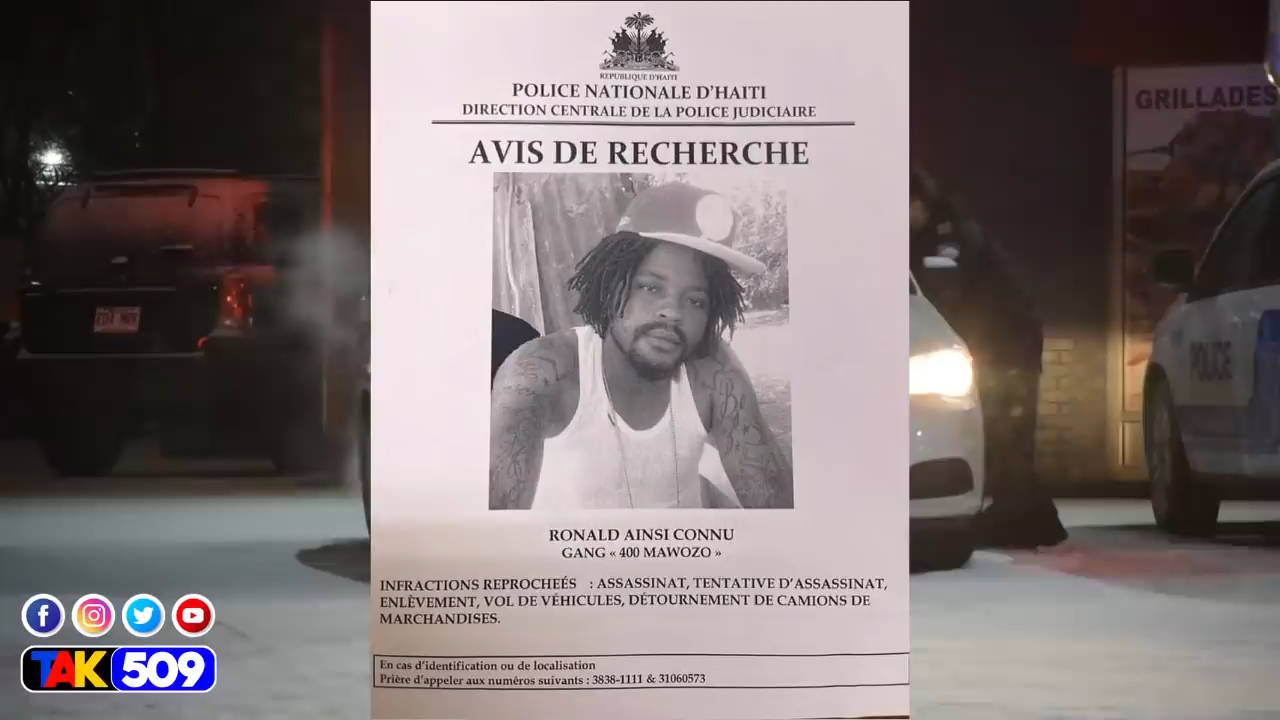 REPUBLIQUE D'HAITI
POLICE NATIONALE D'HAITI
DIRECTION CENTRALE DE LA POLICE JUDICIAIRE
AVIS DE RECHERCHE
RONALD AINSI CONNU
GANG « 400 MAWOZO »
INFRACTIONS REPROCHEÉS : ASSASSINAT, TENTATIVE D'ASSASSINAT,
ENLÈVEMENT, VOL DE VÉHICULES, DÉTOURNEMENT DE CAMIONS DE
MARCHANDISES.
En cas d'identification ou de localisation
Prière d'appeler aux numéros suivants : 3838-1111 & 31060573
GRILLADES
POLICE
TAK 509